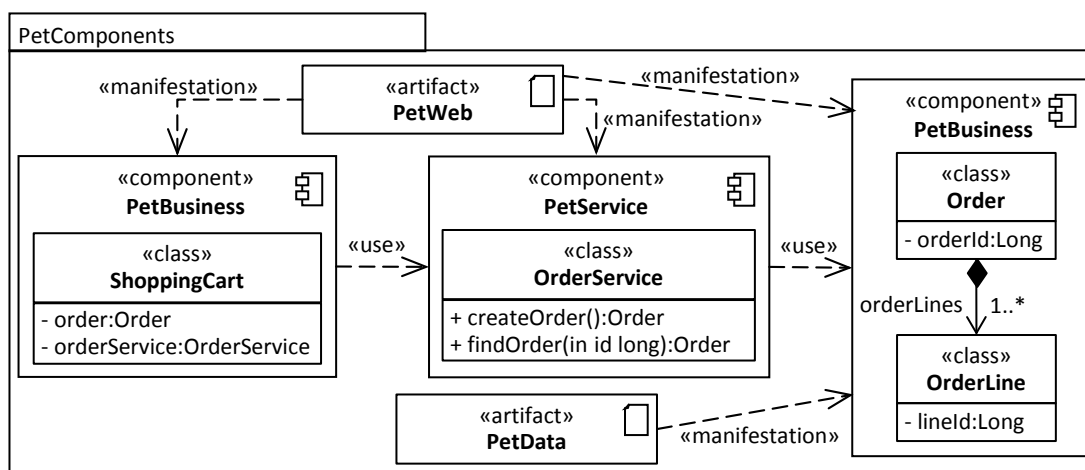 PetComponents
«manifestation»
«artifact»
PetWeb
«manifestation»
«manifestation»
«component»
PetBusiness
«class»
ShoppingCart
- order:Order
- orderService:OrderService
«use»
«component»
PetService
«class»
OrderService
+ createOrder():Order
+ findOrder(in id long):Order
«use»
«component»
PetBusiness
«class»
Order
- orderId:Long
orderLines
1..*
«class»
OrderLine
- lineId:Long
«artifact»
PetData
«manifestation»